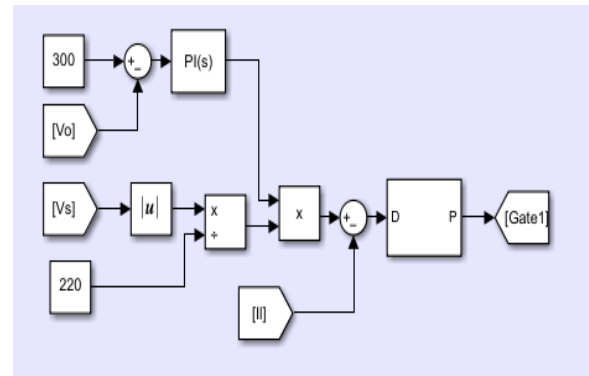 300
+
−
PI(s)
[Vo]
[Vs]
|u|
×
÷
×
+
−
D
P
[Gate1]
220
[Il]